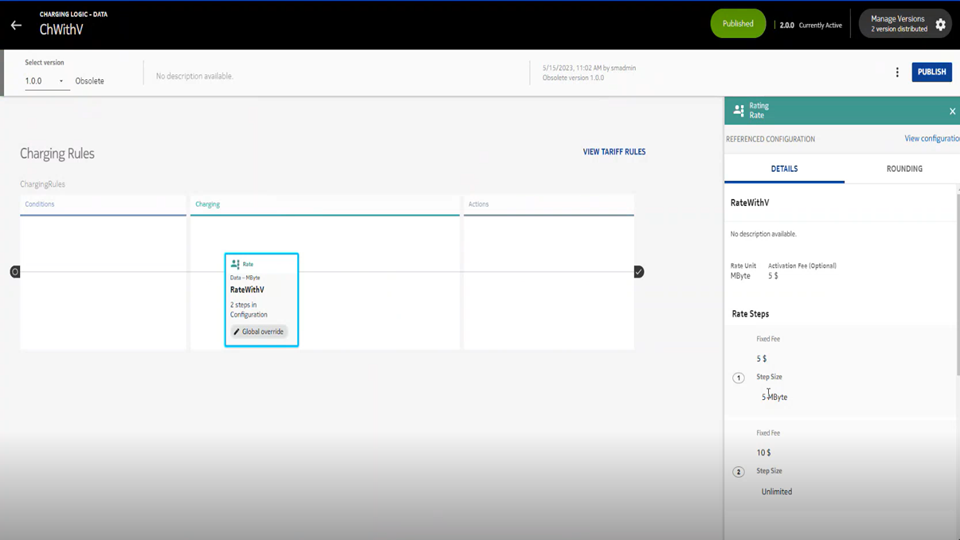 CHARGING LOGIC - DATA
ChWithV
Published
2.0.0 Currently Active
Manage Versions
2 version distributed
Select version
1.0.0
Obsolete
No description available.
5/15/2023, 11:02 AM by smadmin
Obsolete version 1.0.0
PUBLISH
Rating
Rate
X
REFERENCED CONFIGURATION
View configuratio
DETAILS
ROUNDING
Charging Rules
VIEW TARIFF RULES
ChargingRules
Conditions
Charging
Actions
Rate
Data - MByte
RateWithV
2 steps in
Configuration
Global override
RateWithV
No description available.
Rate Unit
MByte
Activation Fee (Optional)
5 $
Rate Steps
Fixed Fee
5 $
1
Step Size
5 MByte
Fixed Fee
10 $
2
Step Size
Unlimited